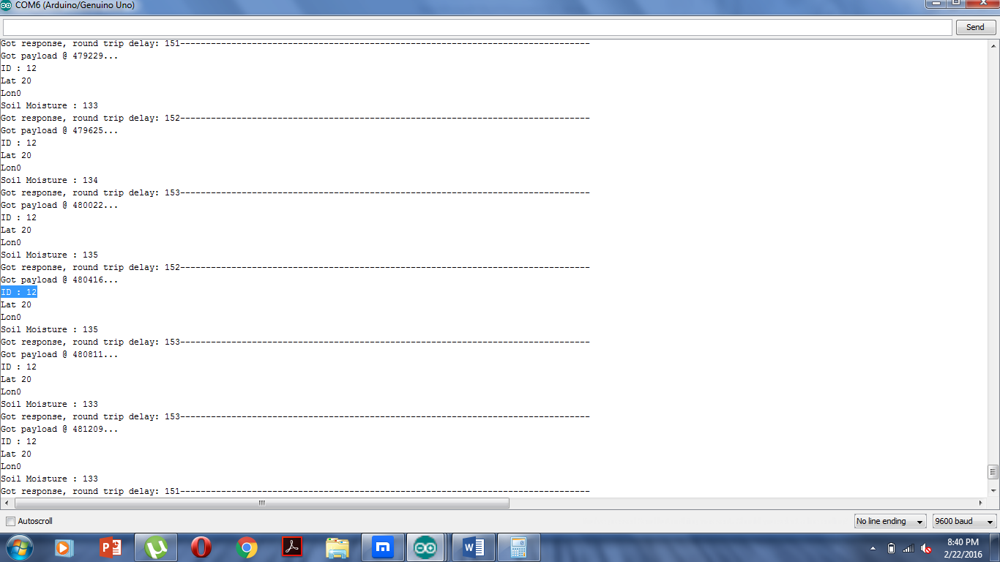 COM6 (Arduino/Genuino Uno)
Send
Got response, round trip delay: 151--------------------------------------------------------------------------------
Got payload @ 479229...
ID : 12
Lat 20
Lon0
Soil Moisture : 133
Got response, round trip delay: 152--------------------------------------------------------------------------------
Got payload @ 479625...
ID : 12
Lat 20
Lon0
Soil Moisture : 134
Got response, round trip delay: 153--------------------------------------------------------------------------------
Got payload @ 480022...
ID : 12
Lat 20
Lon0
Soil Moisture : 135
Got response, round trip delay: 152--------------------------------------------------------------------------------
Got payload @ 480416...
ID : 12
Lat 20
Lon0
Soil Moisture : 135
Got response, round trip delay: 153--------------------------------------------------------------------------------
Got payload @ 480811...
ID : 12
Lat 20
Lon0
Soil Moisture : 133
Got response, round trip delay: 153--------------------------------------------------------------------------------
Got payload @ 481209...
ID : 12
Lat 20
Lon0
Soil Moisture : 133
Got response, round trip delay: 151--------------------------------------------------------------------------------
Autoscroll
No line ending
9600 baud
8:40 PM
2/22/2016